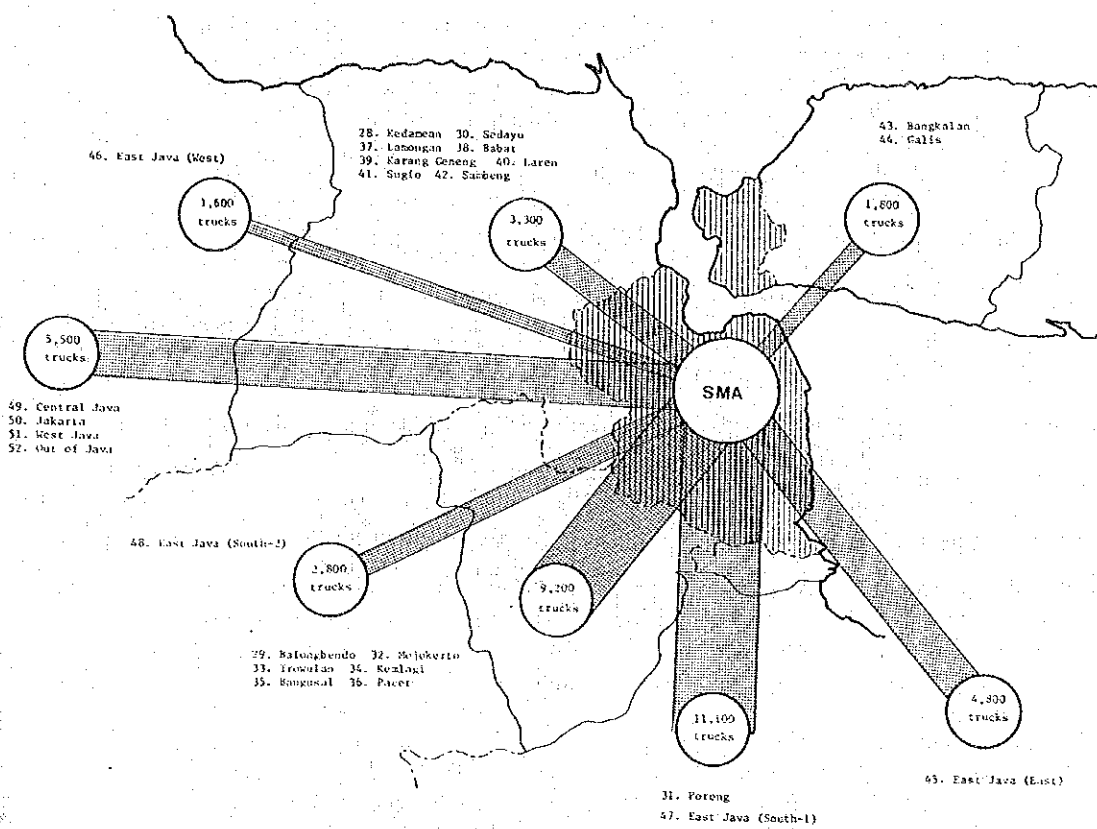 46. East Java (West)
1,600
trucks
28. Kedamean 30. Sedayu
37. Lamongan 38. Babat
39. Karang Geneng 40. Laren
41. Sugio 42. Sambeng
3,300
trucks
43. Bangkalan
44. Galis
1,800
trucks
5,500
trucks
SMA
49. Central Java
50. Jakarta
51. West Java
52. Out of Java
48. East Java (South-2)
2,800
trucks
9,200
trucks
29. Balongbendo 32. Mojokerto
33. Trowulan 34. Kemlagi
35. Bangusal 36. Pacet
11,100
trucks
4,800
trucks
31. Porong
47. East Java (South-1)
45. East Java (East)